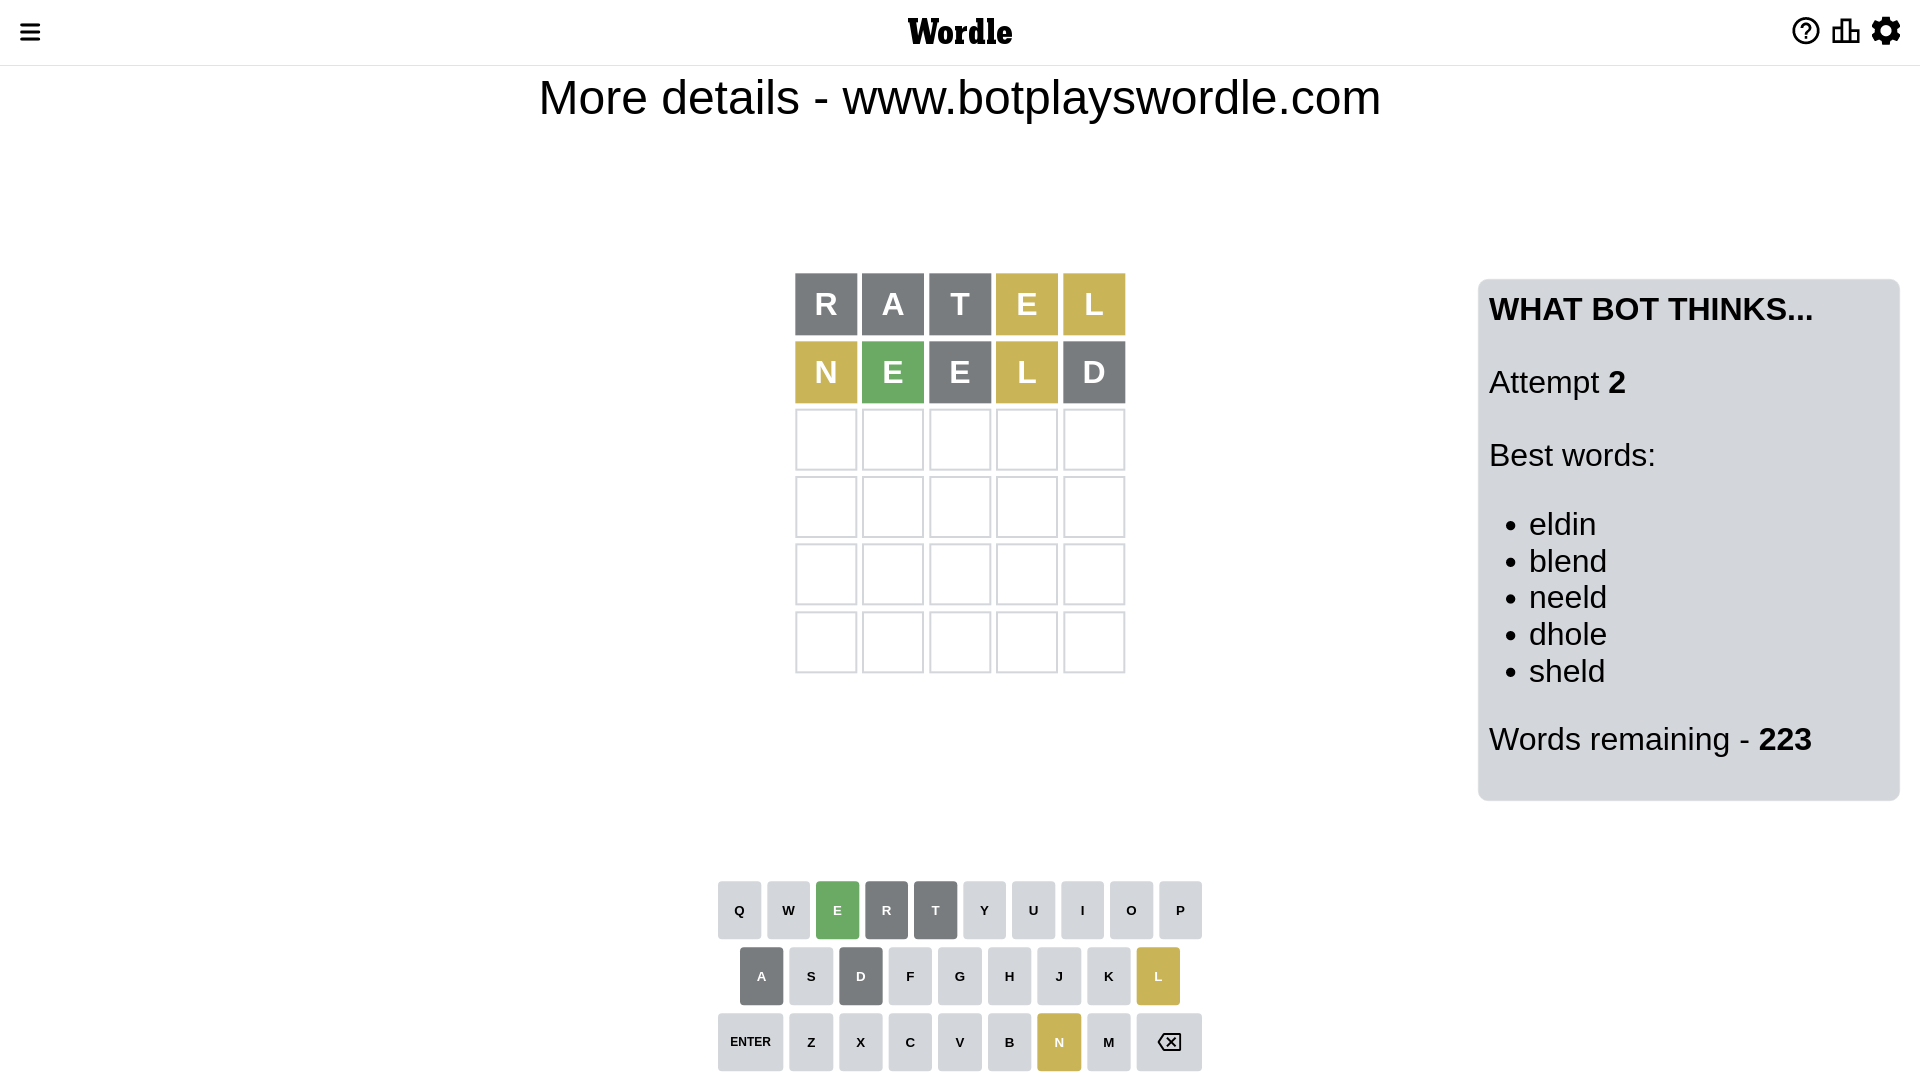 Wordle
More details - www.botplayswordle.com
R A T E L
N E E L D
WHAT BOT THINKS...
Attempt 2
Best words:
• eldin
• blend
• neeld
• dhole
• sheld
Words remaining - 223
Q W E R T Y U I O P
A S D F G H J K L
ENTER Z X C V B N M